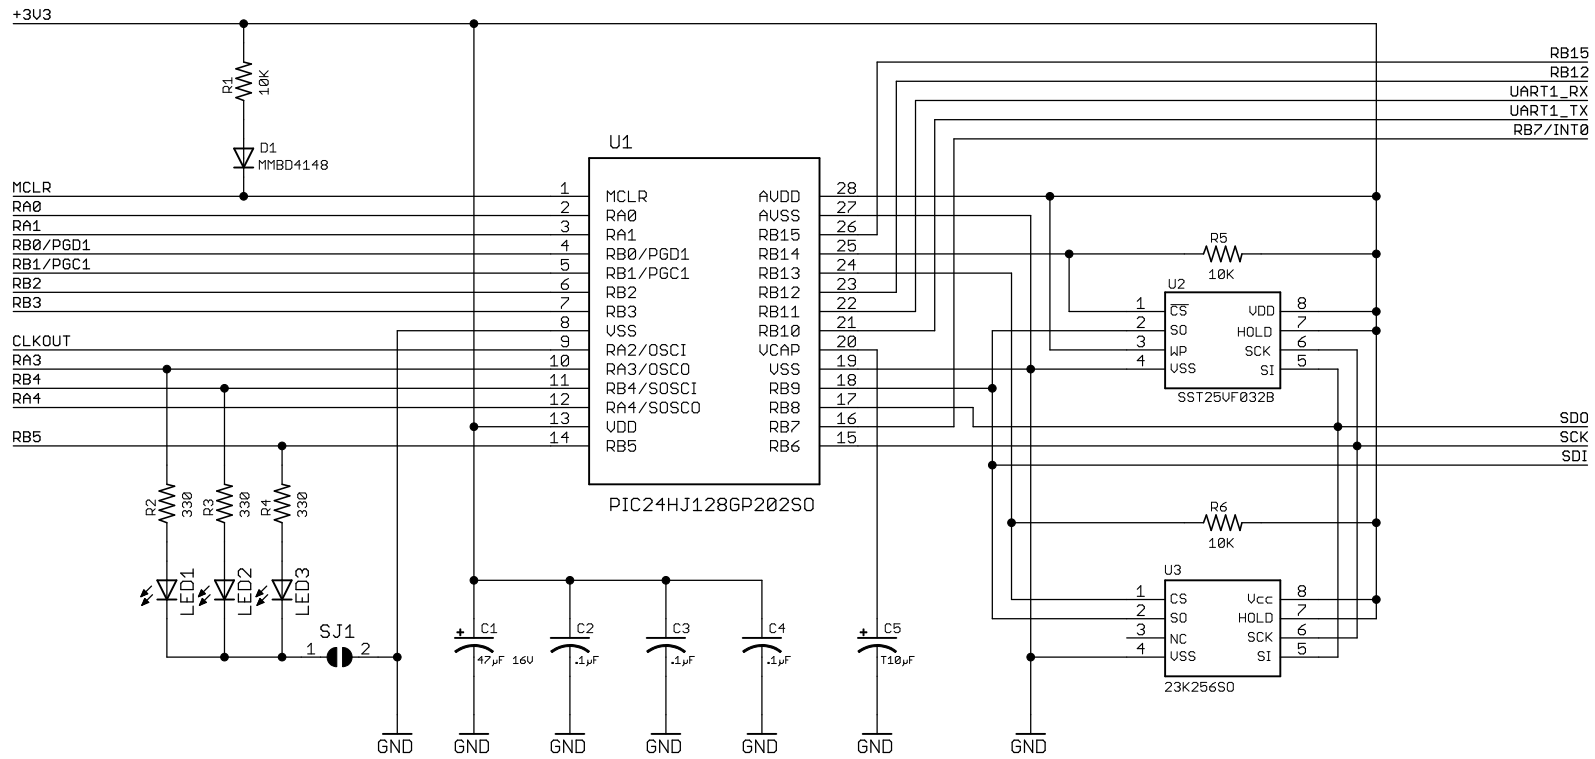 +3V3
R1
10K
D1
MMBD4148
MCLR
RA0
RA1
RB0/PGD1
RB1/PGC1
RB2
RB3
CLKOUT
RA3
RB4
RA4
RB5
U1
1 MCLR
2 RA0
3 RA1
4 RB0/PGD1
5 RB1/PGC1
6 RB2
7 RB3
8 VSS
9 RA2/OSCI
10 RA3/OSCO
11 RB4/SOSCI
12 RA4/SOSCO
13 VDD
14 RB5
AVDD 28
AVSS 27
RB15 26
RB14 25
RB13 24
RB12 23
RB11 22
RB10 21
VCAP 20
VSS 19
RB9 18
RB8 17
RB7 16
RB6 15
PIC24HJ128GP202SO
RB15
RB12
UART1_RX
UART1_TX
RB7/INT0
R5
10K
U2
1 CS
2 SO
3 WP
4 VSS
VDD 8
HOLD 7
SCK 6
SI 5
SST25VF032B
SDO
SCK
SDI
R6
10K
U3
1 CS
2 SO
3 NC
4 VSS
Vcc 8
HOLD 7
SCK 6
SI 5
23K256SO
R2
330
R3
330
R4
330
LED1
LED2
LED3
SJ1
1 2
+ C1
47µF 16V
C2
.1µF
C3
.1µF
C4
.1µF
+ C5
T10µF
GND
GND
GND
GND
GND
GND
GND